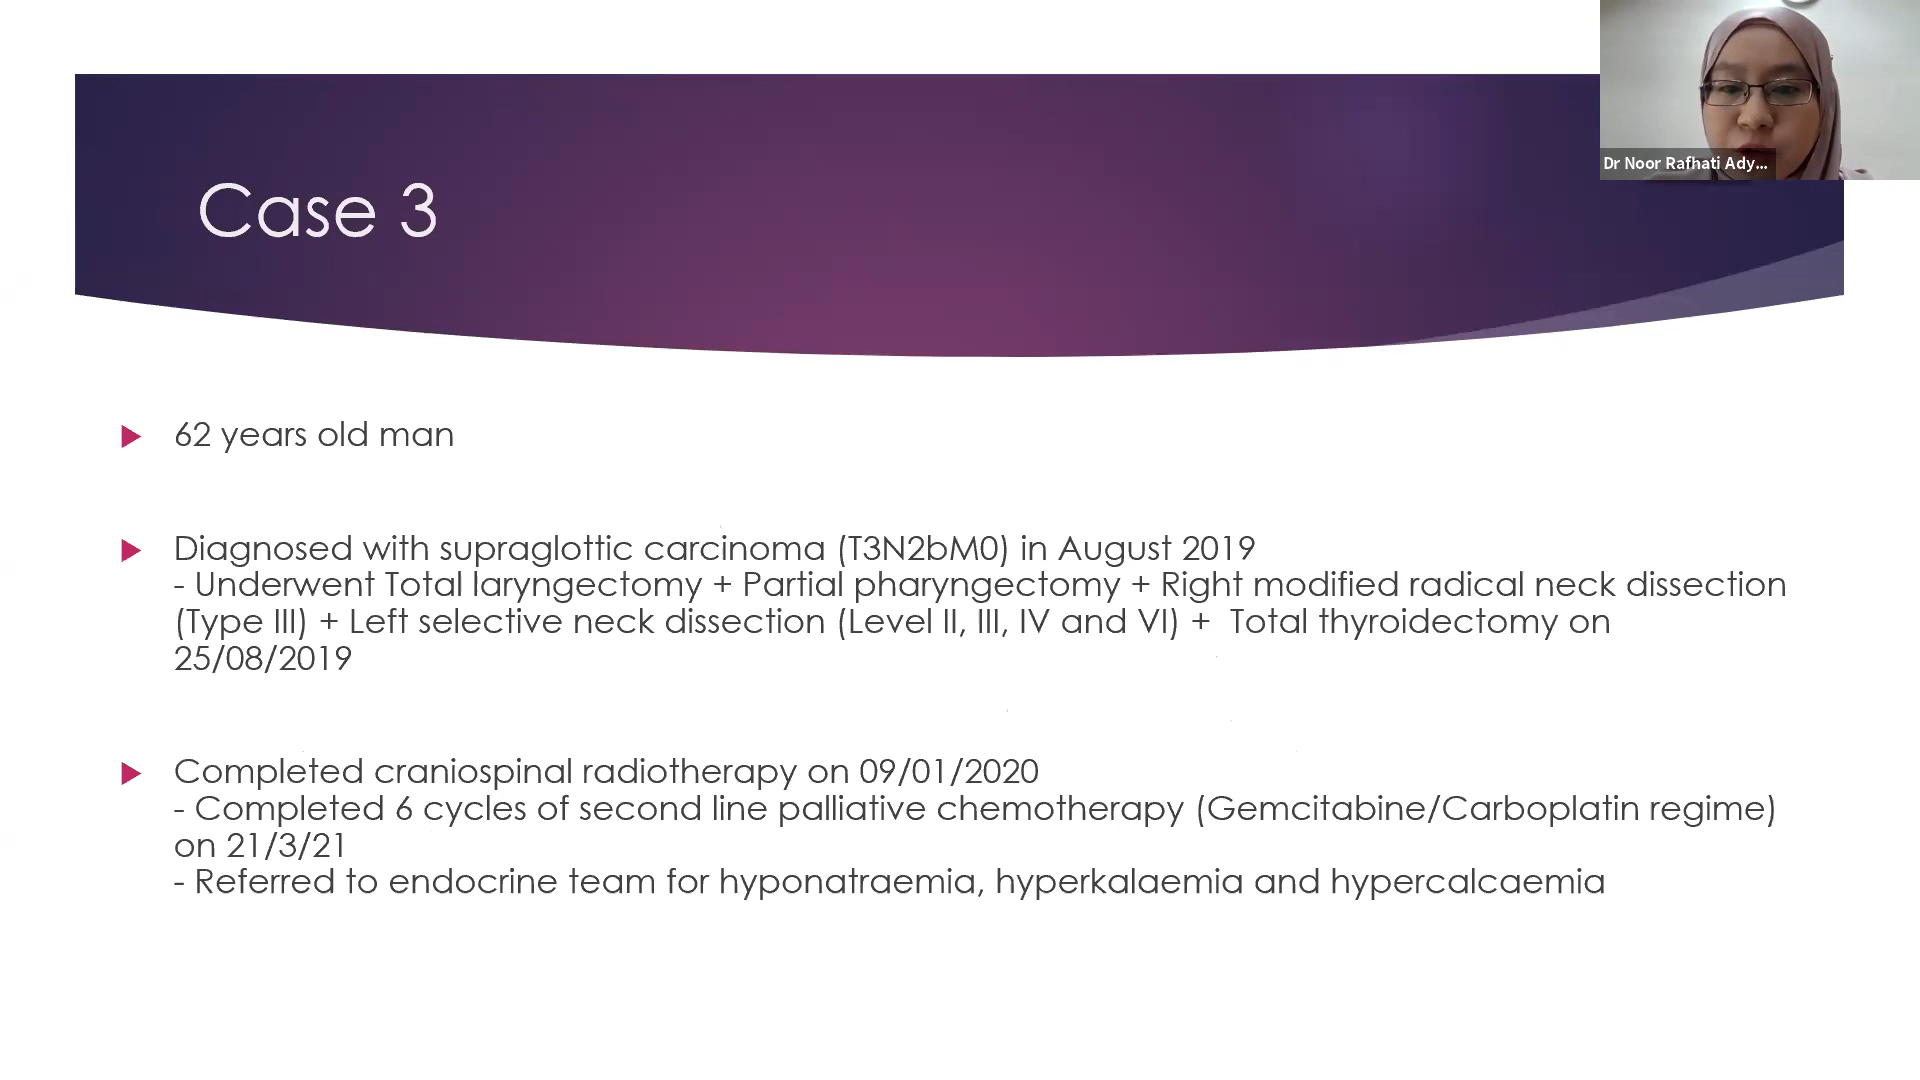 Dr Noor Rafhati Ady...
Case 3
62 years old man
Diagnosed with supraglottic carcinoma (T3N2bM0) in August 2019
- Underwent Total laryngectomy + Partial pharyngectomy + Right modified radical neck dissection
(Type III) + Left selective neck dissection (Level II, III, IV and VI) + Total thyroidectomy on
25/08/2019
Completed craniospinal radiotherapy on 09/01/2020
- Completed 6 cycles of second line palliative chemotherapy (Gemcitabine/Carboplatin regime)
on 21/3/21
- Referred to endocrine team for hyponatraemia, hyperkalaemia and hypercalcaemia